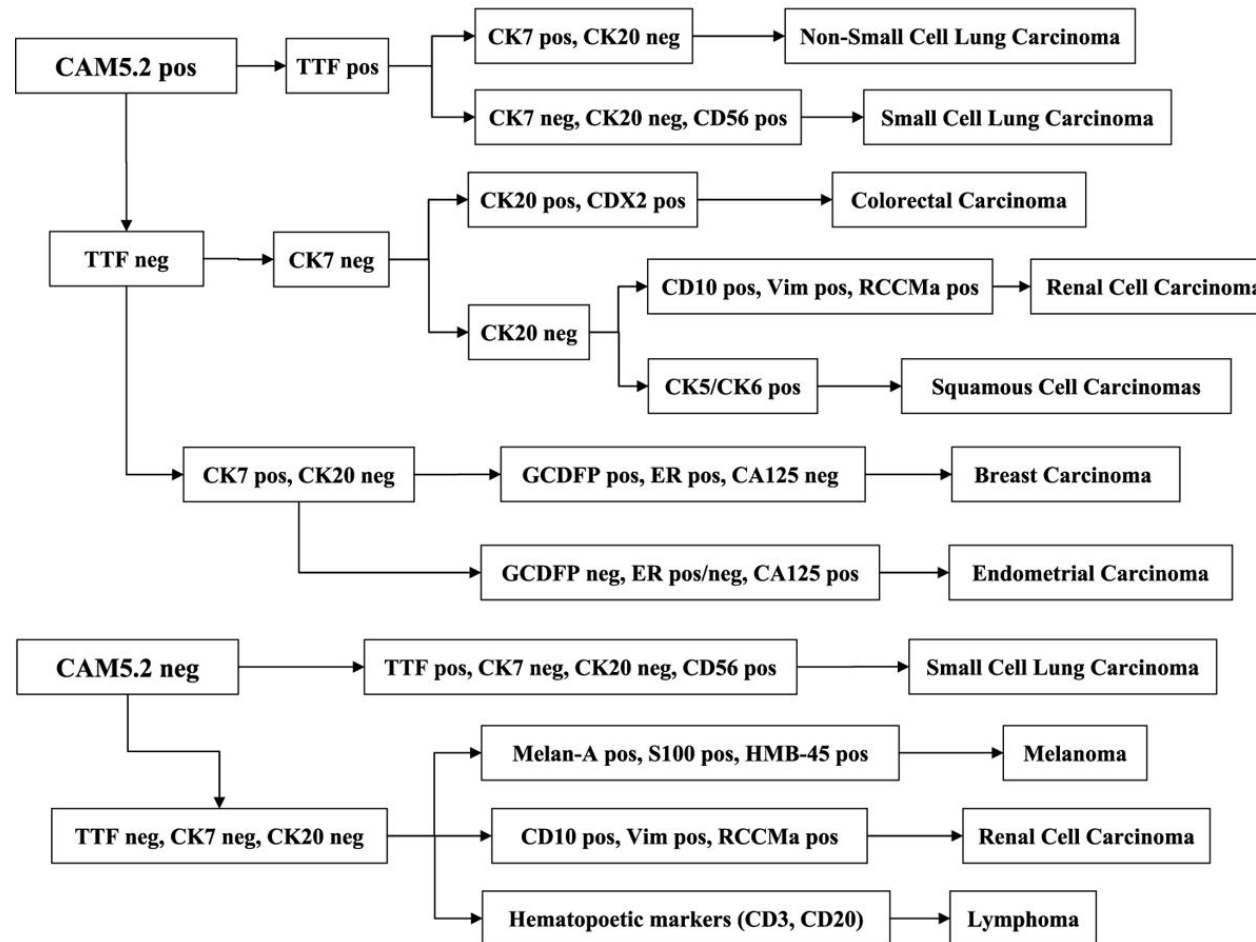 CK7 pos, CK20 neg
Non-Small Cell Lung Carcinoma
CAM5.2 pos
TTF pos
CK7 neg, CK20 neg, CD56 pos
Small Cell Lung Carcinoma
CK20 pos, CDX2 pos
Colorectal Carcinoma
TTF neg
CK7 neg
CD10 pos, Vim pos, RCCMa pos
Renal Cell Carcinoma
CK20 neg
CK5/CK6 pos
Squamous Cell Carcinomas
CK7 pos, CK20 neg
GCDFP pos, ER pos, CA125 neg
Breast Carcinoma
GCDFP neg, ER pos/neg, CA125 pos
Endometrial Carcinoma
CAM5.2 neg
TTF pos, CK7 neg, CK20 neg, CD56 pos
Small Cell Lung Carcinoma
Melan-A pos, S100 pos, HMB-45 pos
Melanoma
TTF neg, CK7 neg, CK20 neg
CD10 pos, Vim pos, RCCMa pos
Renal Cell Carcinoma
Hematopoetic markers (CD3, CD20)
Lymphoma